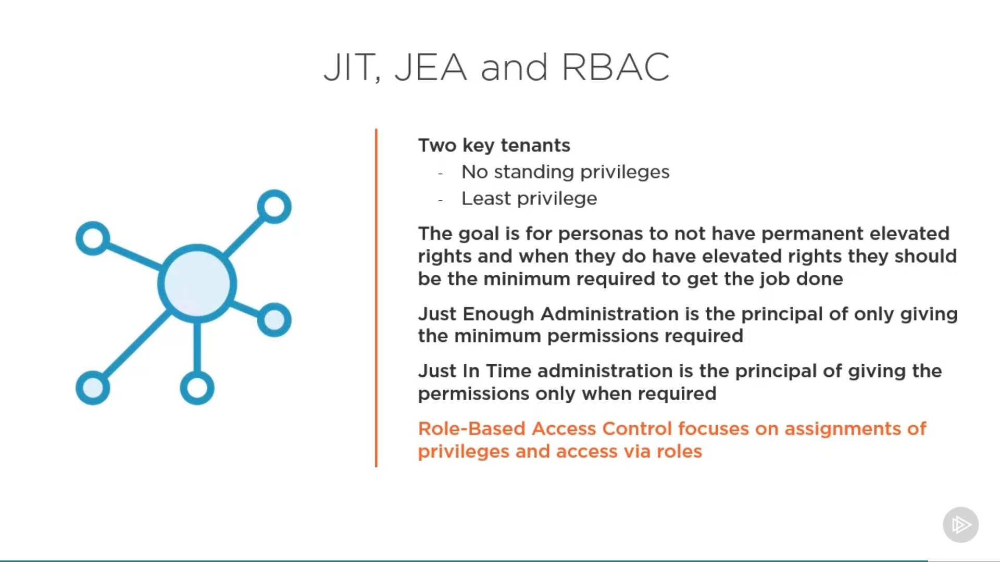 JIT, JEA and RBAC
Two key tenants
- No standing privileges
- Least privilege
The goal is for personas to not have permanent elevated
rights and when they do have elevated rights they should
be the minimum required to get the job done
Just Enough Administration is the principal of only giving
the minimum permissions required
Just In Time administration is the principal of giving the
permissions only when required
Role-Based Access Control focuses on assignments of
privileges and access via roles